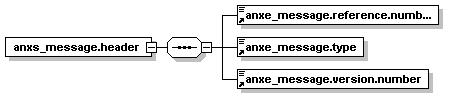 anxe_message.reference.numb...
anxs_message.header
anxe_message.type
anxe_message.version.number